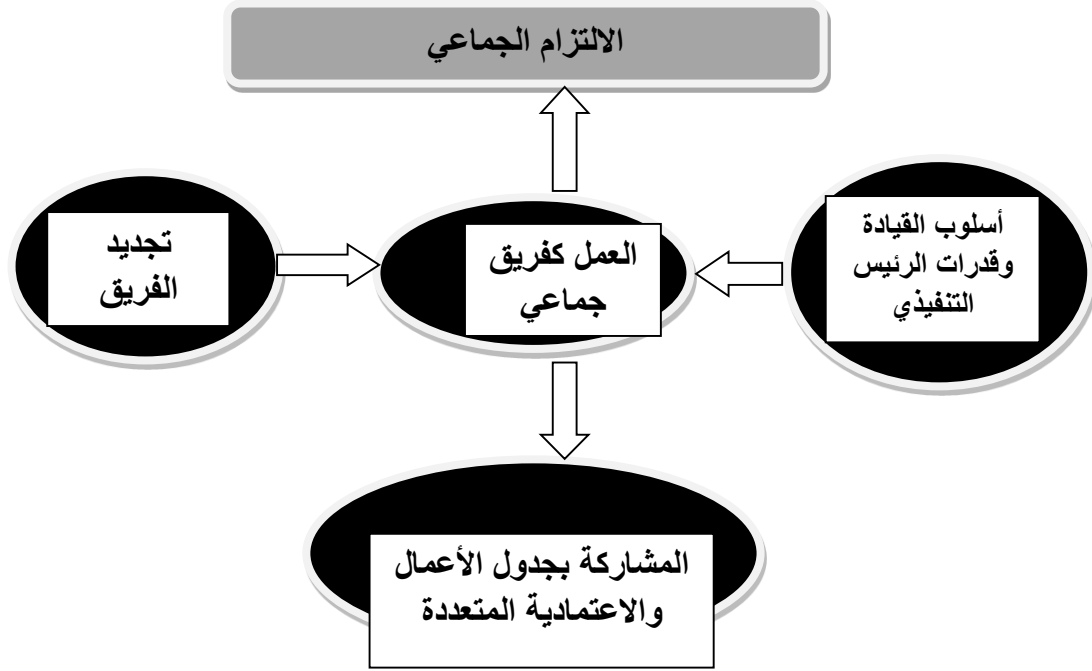 الالتزام الجماعي
أسلوب القيادة
وقدرات الرئيس
التنفيذي
العمل كفريق
جماعي
تجديد
الفريق
المشاركة بجدول الأعمال
والاعتمادية المتعددة